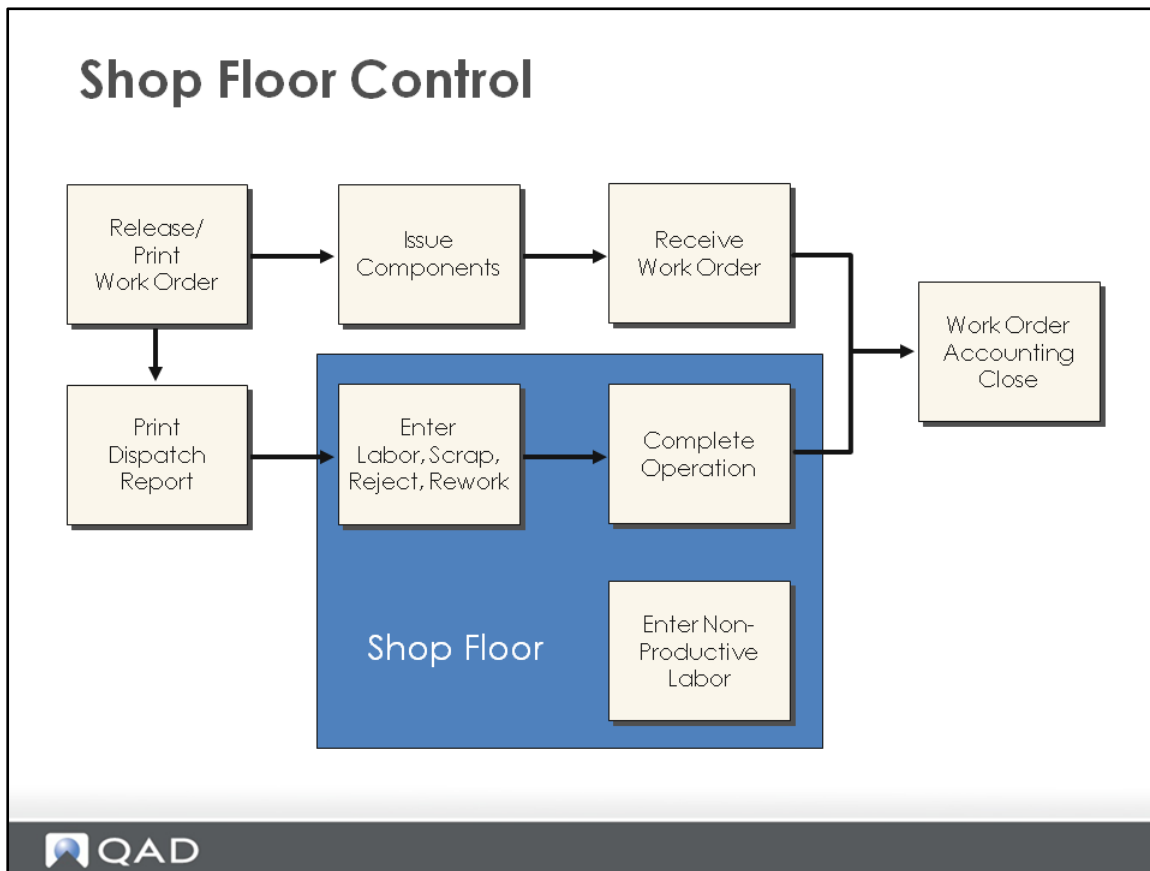 Shop Floor Control
Release/
Print
Work Order
Issue
Components
Receive
Work Order
Work Order
Accounting
Close
Print
Dispatch
Report
Enter
Labor, Scrap,
Reject, Rework
Complete
Operation
Shop Floor
Enter Non-
Productive
Labor
QAD